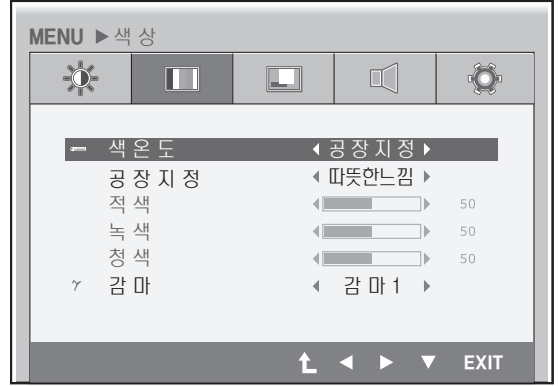 MENU ▶ 색상
색온도 공장지정
공장지정 따뜻한느낌
적색 50
녹색 50
청색 50
γ 감마 감마1
EXIT